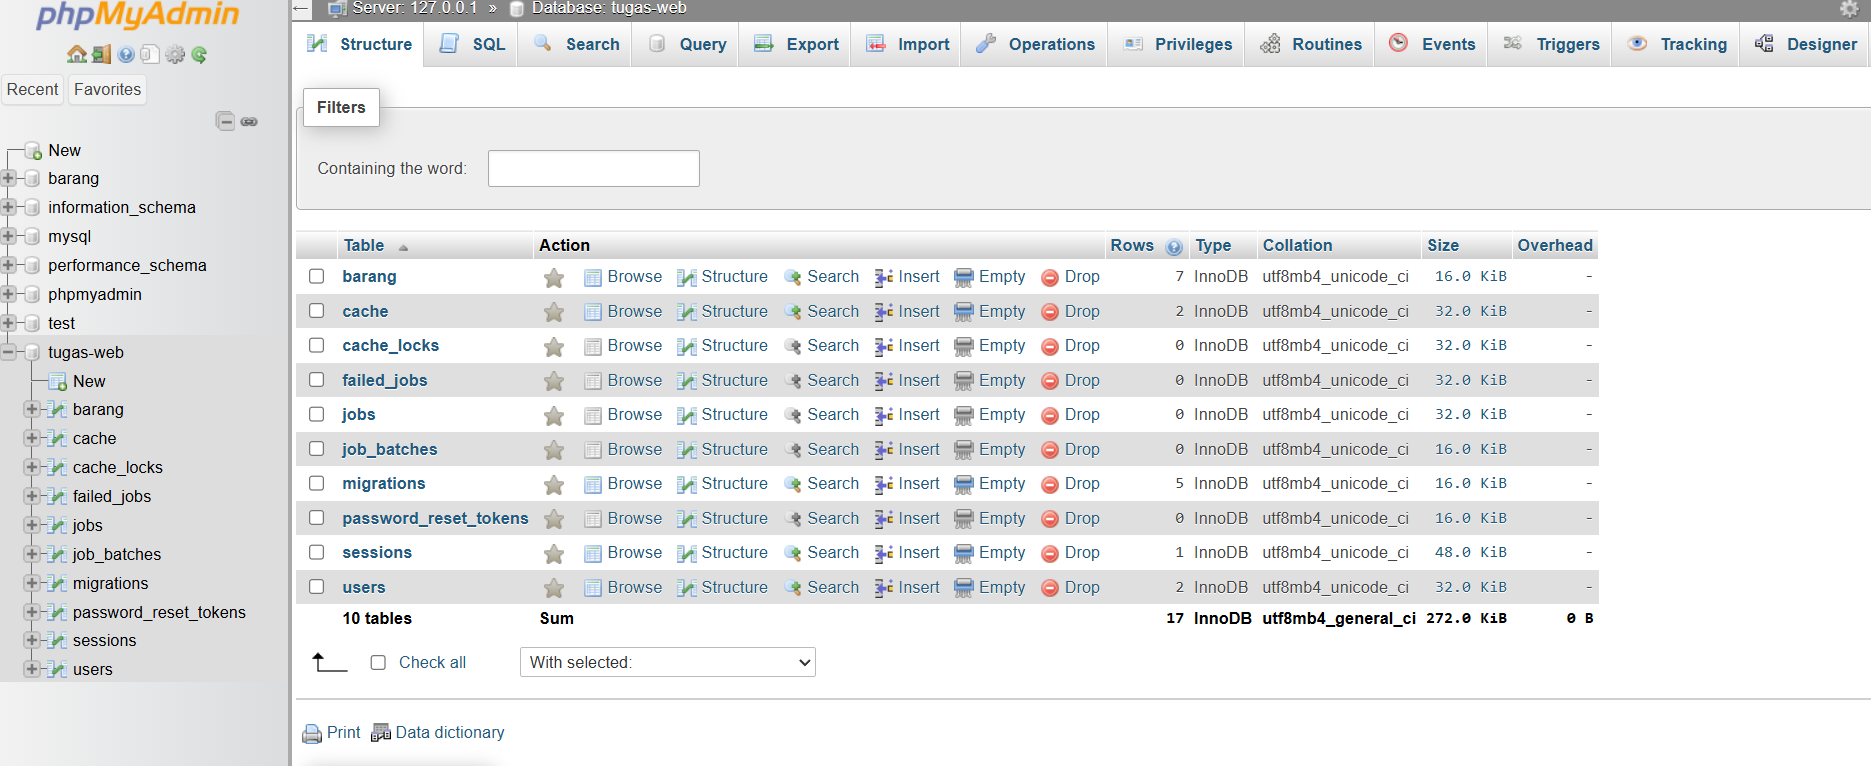 phpMyAdmin
Recent Favorites
New
barang
information_schema
mysql
performance_schema
phpmyadmin
test
tugas-web
New
barang
cache
cache_locks
failed_jobs
jobs
job_batches
migrations
password_reset_tokens
sessions
users
Server: 127.0.0.1 » Database: tugas-web
Structure SQL Search Query Export Import Operations Privileges Routines Events Triggers Tracking Designer
Filters
Containing the word:
Table Action Rows Type Collation Size Overhead
barang Browse Structure Search Insert Empty Drop 7 InnoDB utf8mb4_unicode_ci 16.0 KiB -
cache Browse Structure Search Insert Empty Drop 2 InnoDB utf8mb4_unicode_ci 32.0 KiB -
cache_locks Browse Structure Search Insert Empty Drop 0 InnoDB utf8mb4_unicode_ci 32.0 KiB -
failed_jobs Browse Structure Search Insert Empty Drop 0 InnoDB utf8mb4_unicode_ci 32.0 KiB -
jobs Browse Structure Search Insert Empty Drop 0 InnoDB utf8mb4_unicode_ci 32.0 KiB -
job_batches Browse Structure Search Insert Empty Drop 0 InnoDB utf8mb4_unicode_ci 16.0 KiB -
migrations Browse Structure Search Insert Empty Drop 5 InnoDB utf8mb4_unicode_ci 16.0 KiB -
password_reset_tokens Browse Structure Search Insert Empty Drop 0 InnoDB utf8mb4_unicode_ci 16.0 KiB -
sessions Browse Structure Search Insert Empty Drop 1 InnoDB utf8mb4_unicode_ci 48.0 KiB -
users Browse Structure Search Insert Empty Drop 2 InnoDB utf8mb4_unicode_ci 32.0 KiB -
10 tables Sum 17 InnoDB utf8mb4_general_ci 272.0 KiB 0 B
Check all With selected:
Print Data dictionary